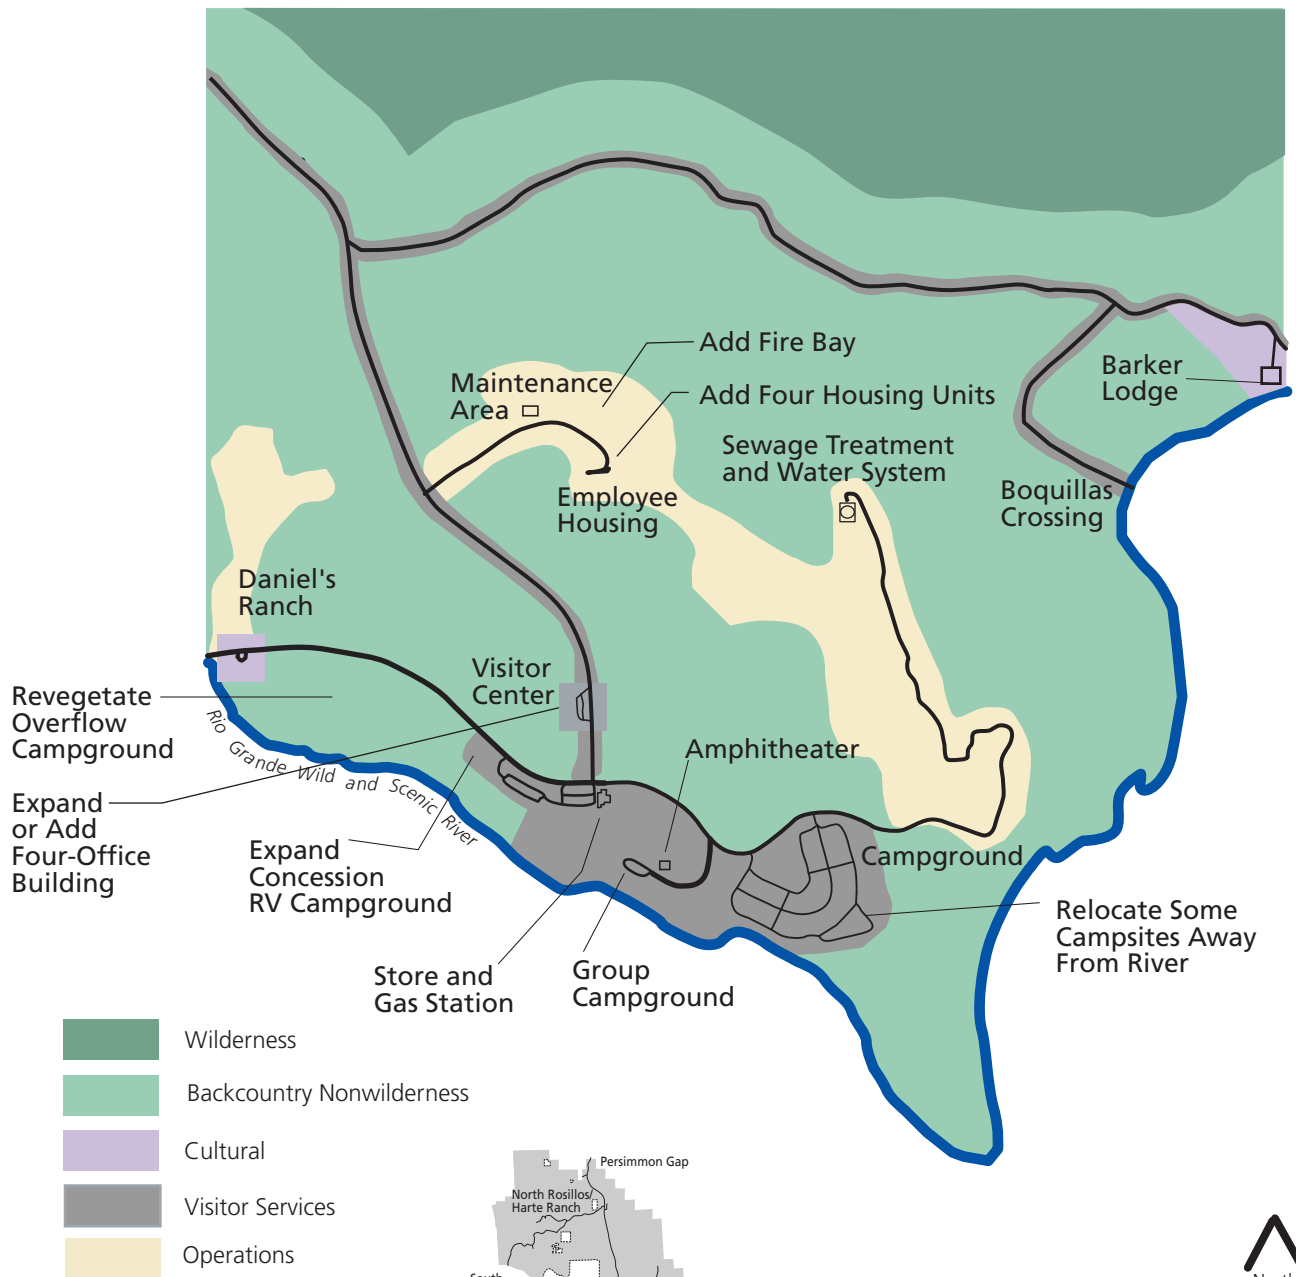 Add Fire Bay
Maintenance
Area
Add Four Housing Units
Barker
Lodge
Sewage Treatment
and Water System
Employee
Housing
Boquillas
Crossing
Daniel's
Ranch
Visitor
Center
Revegetate
Overflow
Campground
Rio Grande Wild and Scenic River
Amphitheater
Expand
or Add
Four-Office
Building
Expand
Concession
RV Campground
Campground
Relocate Some
Campsites Away
From River
Store and
Gas Station
Group
Campground
Wilderness
Backcountry Nonwilderness
Cultural
Visitor Services
Operations
Persimmon Gap
North Rosillos/
Harte Ranch